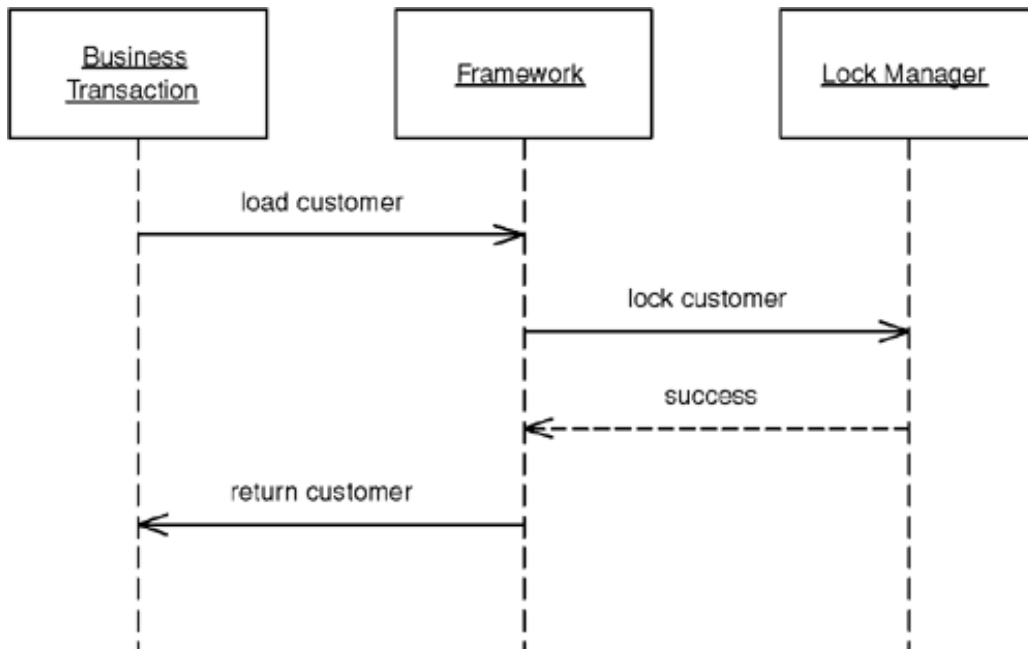 Business
Transaction
Framework
Lock Manager
load customer
lock customer
success
return customer